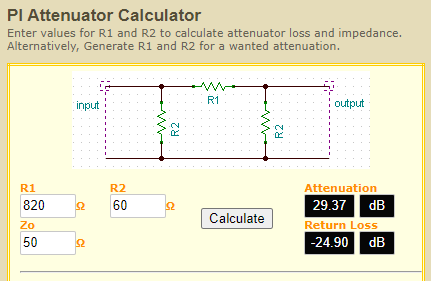 PI Attenuator Calculator
Enter values for R1 and R2 to calculate attenuator loss and impedance.
Alternatively, Generate R1 and R2 for a wanted attenuation.
input
R1
output
R2
R2
R1 R2 Attenuation
820 Ω 60 Ω 29.37 dB
Calculate
Zo Return Loss
50 Ω -24.90 dB